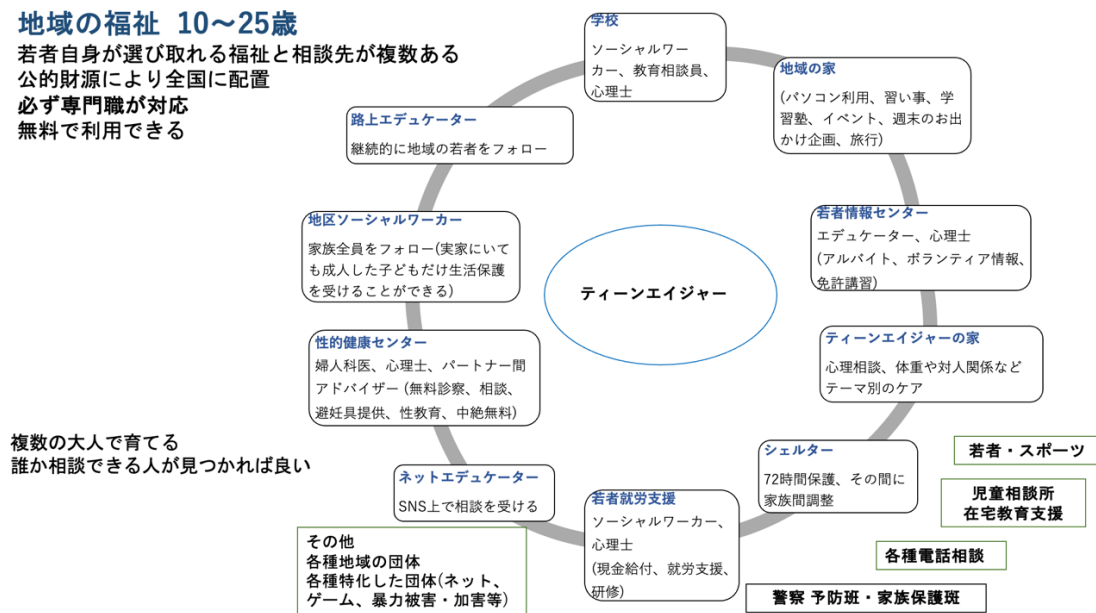 地域の福祉 10〜25歳
若者自身が選び取れる福祉と相談先が複数ある
公的財源により全国に配置
必ず専門職が対応
無料で利用できる
学校
ソーシャルワー
カー、教育相談員、
心理士
地域の家
(パソコン利用、習い事、学
習塾、イベント、週末のお出
かけ企画、旅行)
路上エデュケーター
継続的に地域の若者をフォロー
地区ソーシャルワーカー
家族全員をフォロー(実家にいて
も成人した子どもだけ生活保護
を受けることができる)
若者情報センター
エデュケーター、心理士
(アルバイト、ボランティア情報、
免許講習)
ティーンエイジャー
性的健康センター
婦人科医、心理士、パートナー間
アドバイザー (無料診察、相談、
避妊具提供、性教育、中絶無料)
ティーンエイジャーの家
心理相談、体重や対人関係など
テーマ別のケア
複数の大人で育てる
誰か相談できる人が見つかれば良い
ネットエデュケーター
SNS上で相談を受ける
若者就労支援
ソーシャルワーカー、
心理士
(現金給付、就労支援、
研修)
シェルター
72時間保護、その間に
家族間調整
若者・スポーツ
児童相談所
在宅教育支援
各種電話相談
警察 予防班・家族保護班
その他
各種地域の団体
各種特化した団体(ネット、
ゲーム、暴力被害・加害等)